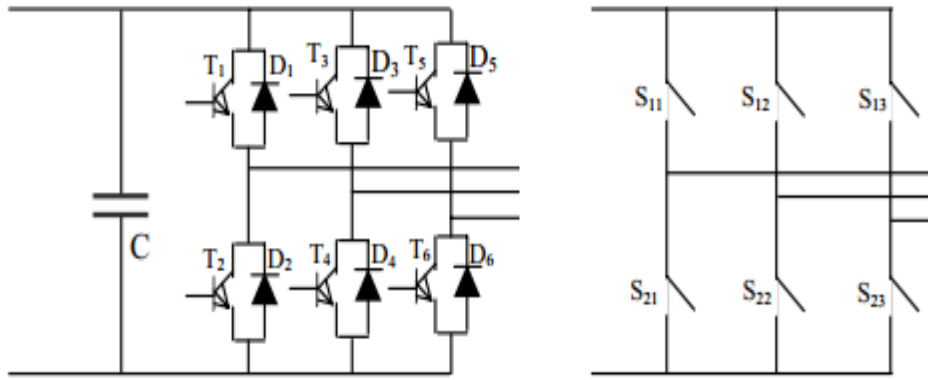 T1 D1 T3 D3 T5 D5
S11 S12 S13
C
T2 D2 T4 D4 T6 D6
S21 S22 S23